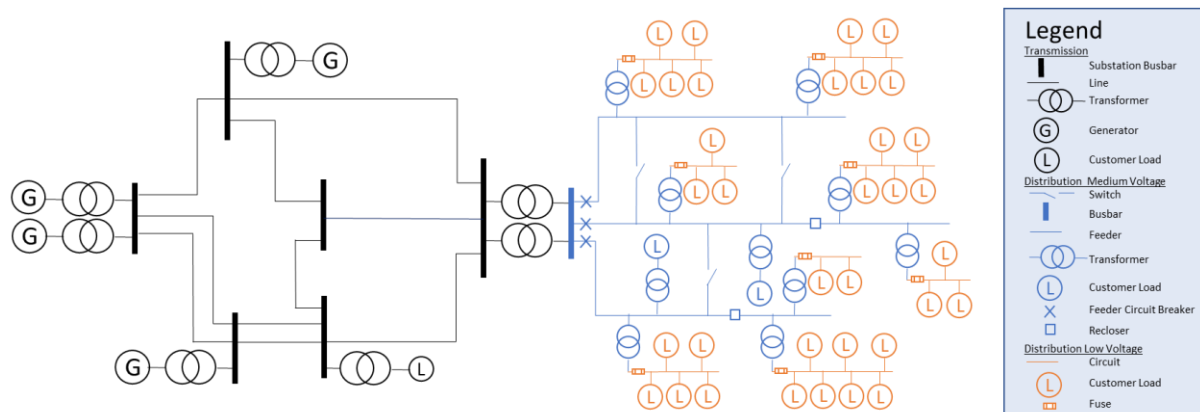 L L L L
G
L L L L L L
L L L
L L L L L
G
G
L L
L L L
L L
L L L L L
G L
L L L L L L L
Legend
Transmission
Substation Busbar
Line
Transformer
G Generator
L Customer Load
Distribution Medium Voltage
Switch
Busbar
Feeder
Transformer
L Customer Load
Feeder Circuit Breaker
Recloser
Distribution Low Voltage
Circuit
L Customer Load
Fuse